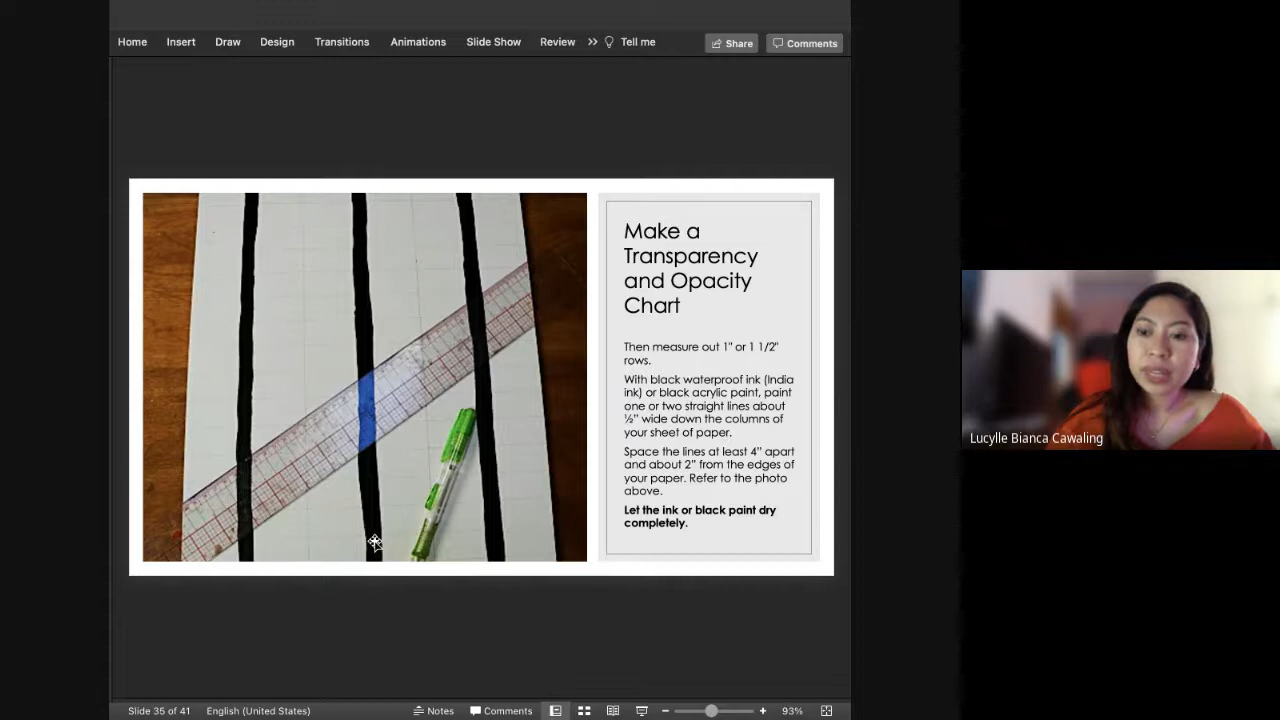 Home Insert Draw Design Transitions Animations Slide Show Review >> Tell me Share Comments
Make a
Transparency
and Opacity
Chart
Then measure out 1" or 1 1/2"
rows.
With black waterproof ink (India
ink) or black acrylic paint, paint
one or two straight lines about
½" wide down the columns of
your sheet of paper.
Space the lines at least 4" apart
and about 2" from the edges of
your paper. Refer to the photo
above.
Let the ink or black paint dry
completely.
Lucylle Bianca Cawaling
Slide 35 of 41 English (United States) Notes Comments 93%